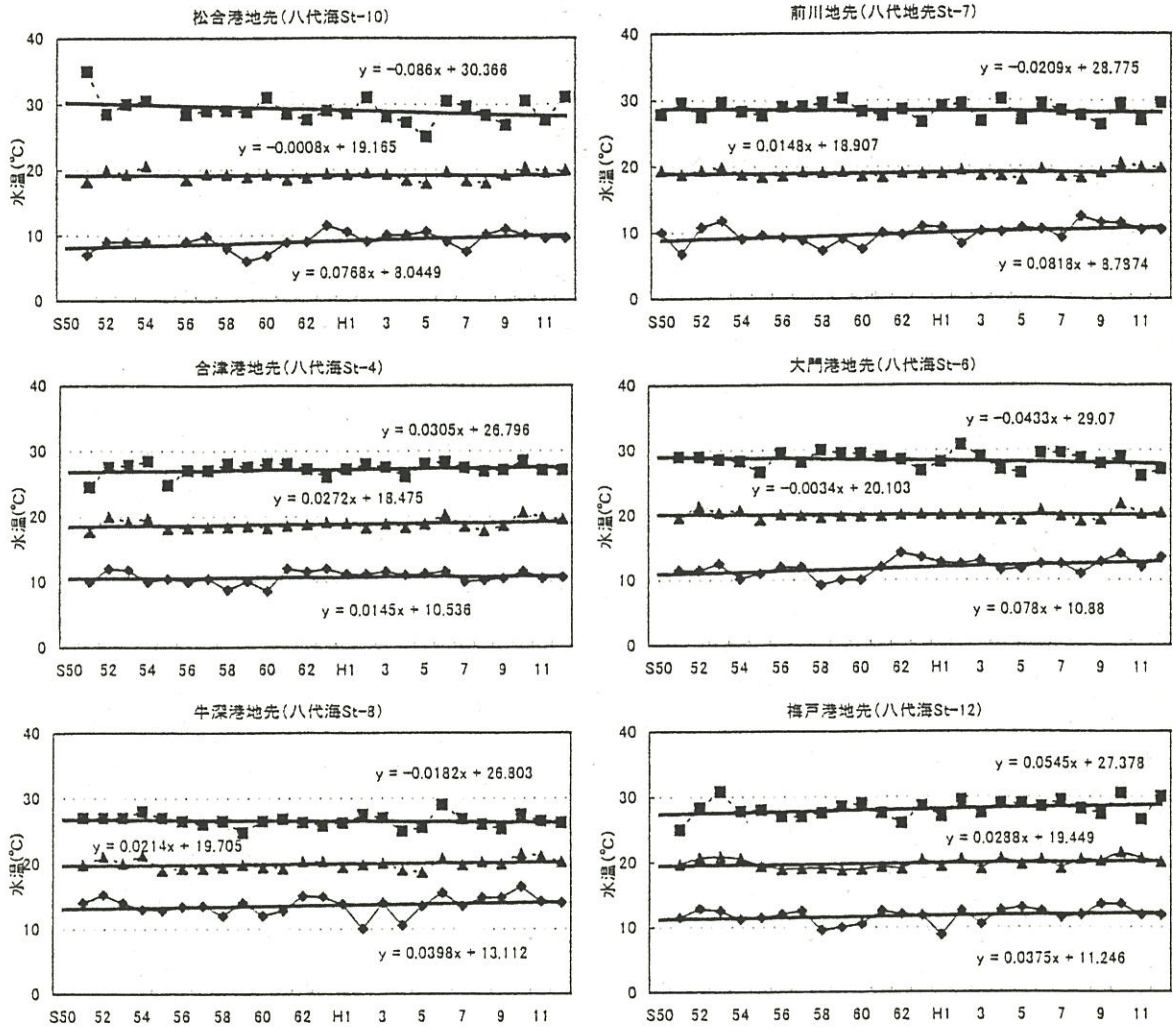 松合港地先(八代海St-10)
40
30
20
10
0
水温(℃)
y = -0.086x + 30.366
y = -0.0008x + 19.165
y = 0.0768x + 8.0449
S50 52 54 56 58 60 62 H1 3 5 7 9 11
前川地先(八代地先St-7)
40
30
20
10
0
水温(℃)
y = -0.0209x + 28.775
y = 0.0148x + 18.907
y = 0.0818x + 8.7374
S50 52 54 56 58 60 62 H1 3 5 7 9 11
合津港地先(八代海St-4)
40
30
20
10
0
水温(℃)
y = 0.0305x + 26.796
y = 0.0272x + 18.475
y = 0.0145x + 10.536
S50 52 54 56 58 60 62 H1 3 5 7 9 11
大門港地先(八代海St-6)
40
30
20
10
0
水温(℃)
y = -0.0433x + 29.07
y = -0.0034x + 20.103
y = 0.078x + 10.88
S50 52 54 56 58 60 62 H1 3 5 7 9 11
牛深港地先(八代海St-8)
40
30
20
10
0
水温(℃)
y = -0.0182x + 26.803
y = 0.0214x + 19.705
y = 0.0398x + 13.112
S50 52 54 56 58 60 62 H1 3 5 7 9 11
梅戸港地先(八代海St-12)
40
30
20
10
0
水温(℃)
y = 0.0545x + 27.378
y = 0.0288x + 19.449
y = 0.0375x + 11.246
S50 52 54 56 58 60 62 H1 3 5 7 9 11